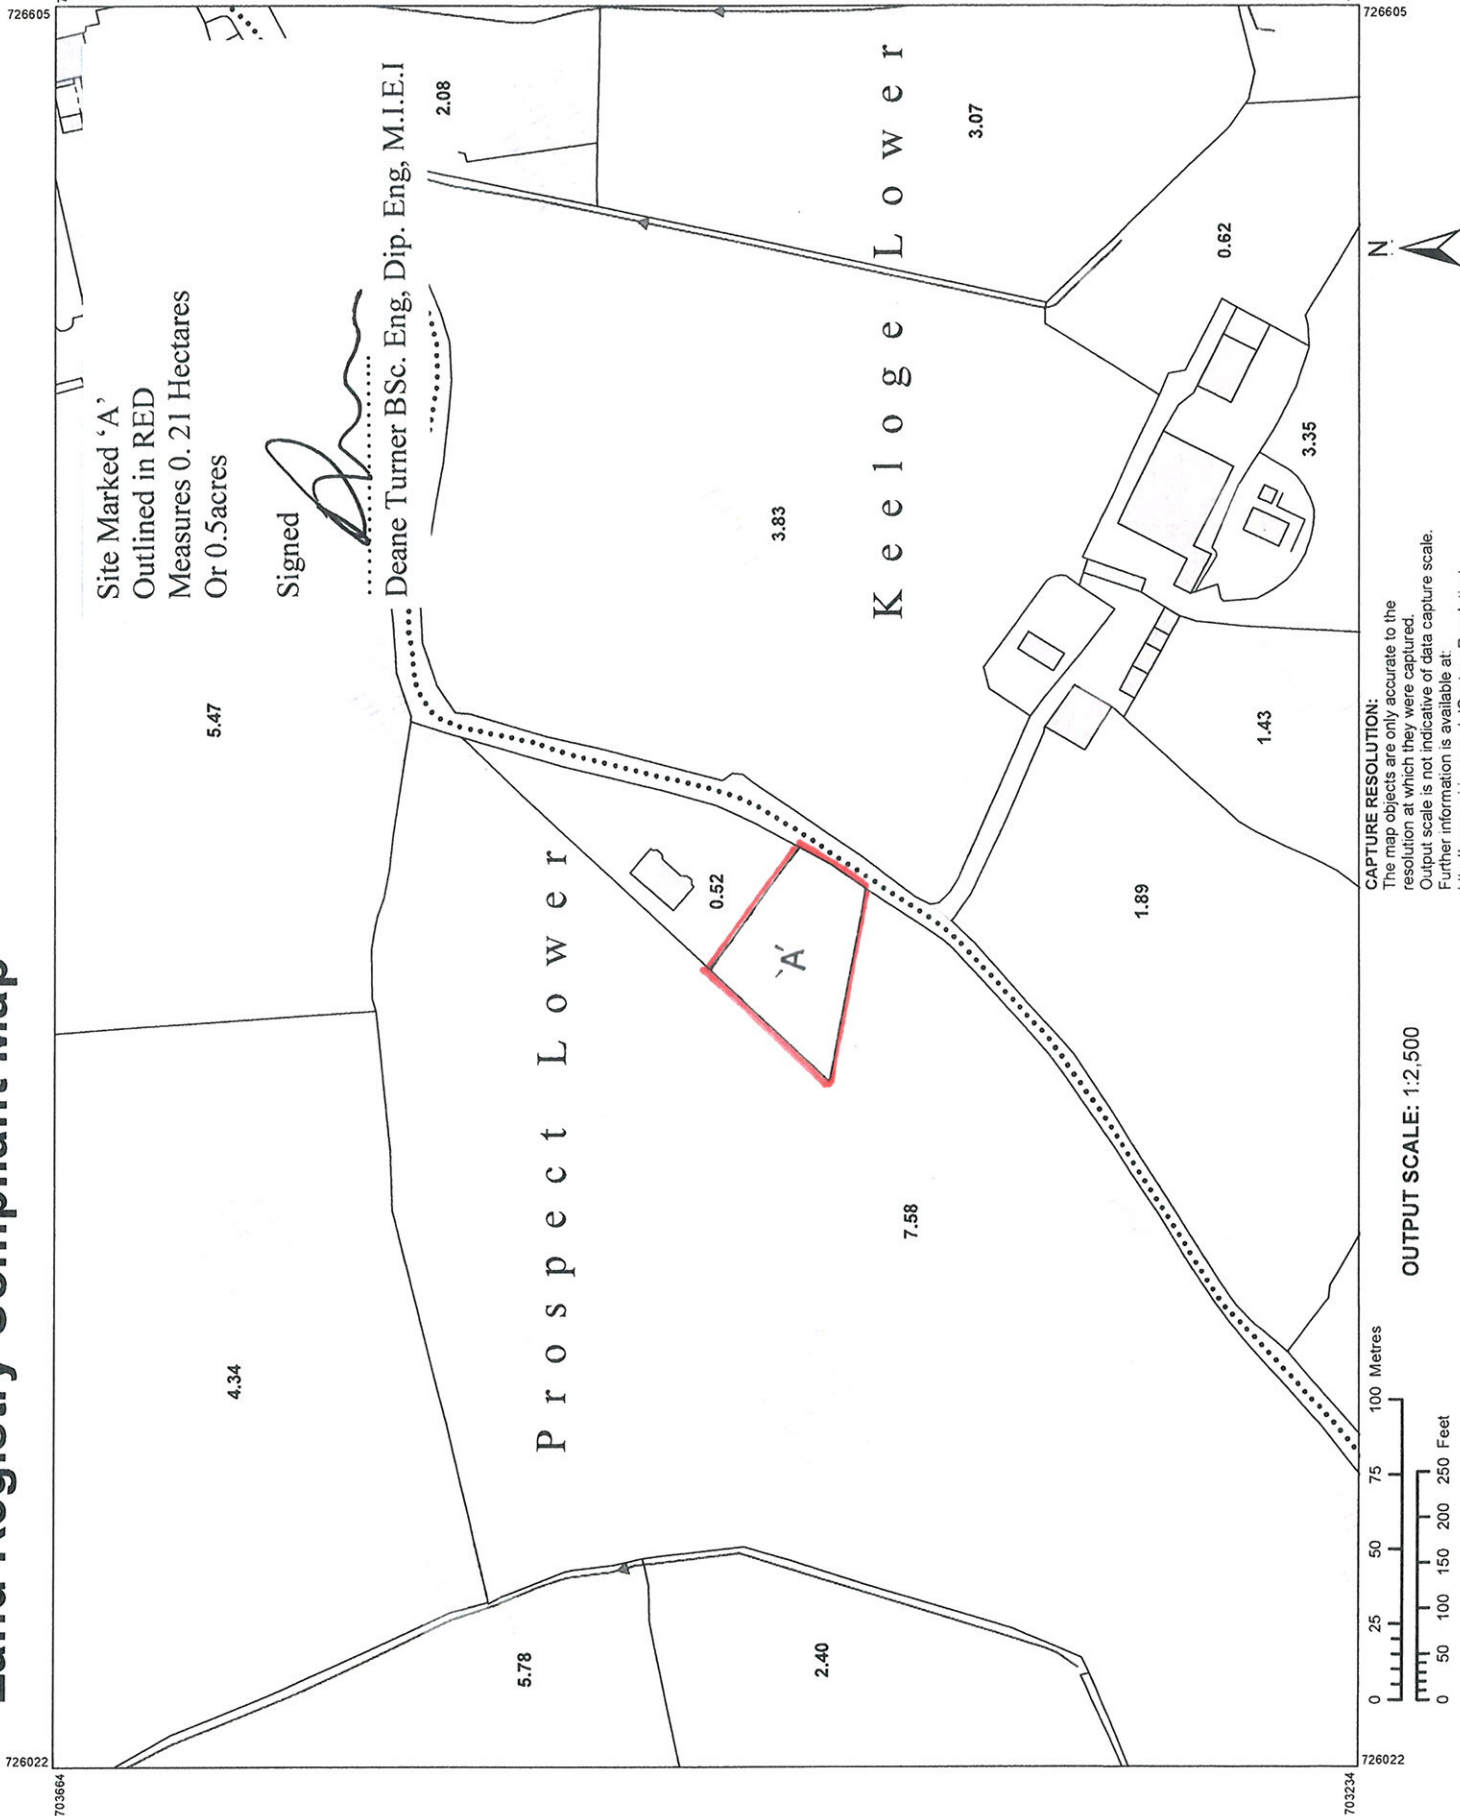 Land Registry Compliant Map
726605
726605
Site Marked ‘A’
Outlined in RED
Measures 0. 21 Hectares
Or 0.5acres
Signed
Deane Turner BSc. Eng, Dip. Eng, M.I.E.I
2.08
5.47
4.34
Keeloge Lower
3.07
3.83
0.62
3.35
Prospect Lower
0.52
'A'
7.58
1.89
1.43
5.78
2.40
726022
703664
703234
726022
N
CAPTURE RESOLUTION:
The map objects are only accurate to the
resolution at which they were captured.
Output scale is not indicative of data capture scale.
Further information is available at:
OUTPUT SCALE: 1:2,500
0 25 50 75 100 Metres
0 50 100 150 200 250 Feet